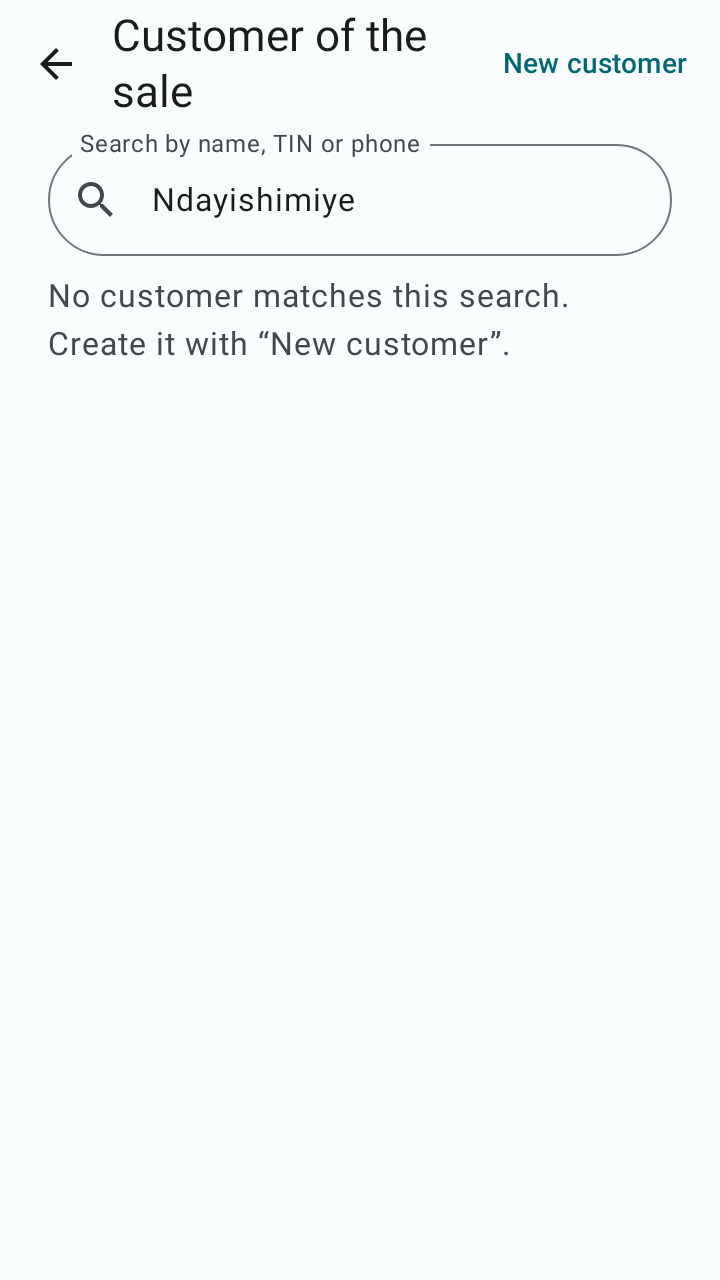 Customer of the
sale
New customer
Search by name, TIN or phone
Ndayishimiye
No customer matches this search.
Create it with “New customer”.